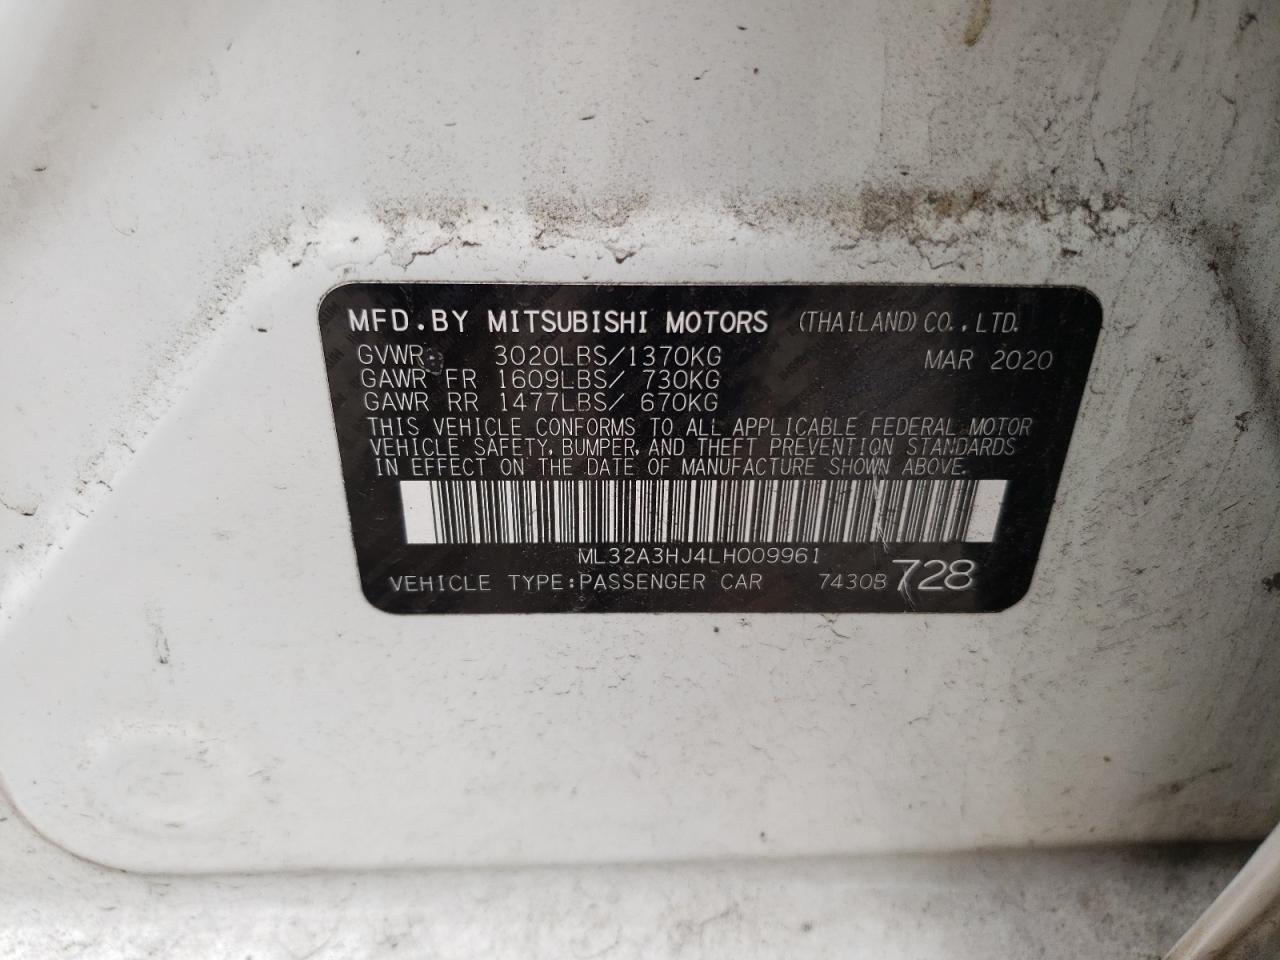 MFD.BY MITSUBISHI MOTORS (THAILAND)CO.,LTD.
GVWR 3020LBS/1370KG MAR 2020
GAWR FR 1609LBS/ 730KG
GAWR RR 1477LBS/ 670KG
THIS VEHICLE CONFORMS TO ALL APPLICABLE FEDERAL MOTOR
VEHICLE SAFETY, BUMPER, AND THEFT PREVENTION STANDARDS
IN EFFECT ON THE DATE OF MANUFACTURE SHOWN ABOVE.
ML32A3HJ4LH009961
VEHICLE TYPE:PASSENGER CAR 7430B 728